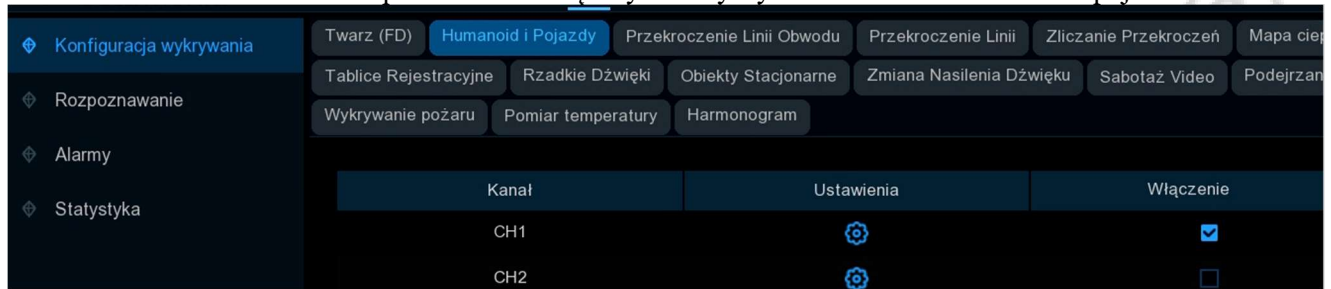 Konfiguracja wykrywania
Rozpoznawanie
Alarmy
Statystyka
Twarz (FD) Humanoid i Pojazdy Przekroczenie Linii Obwodu Przekroczenie Linii Zliczanie Przekroczeń Mapa
Tablice Rejestracyjne Rzadkie Dźwięki Obiekty Stacjonarne Zmiana Nasilenia Dźwięku Sabotaż Video
Wykrywanie pożaru Pomiar temperatury Harmonogram
Kanał Ustawienia Włączenie
CH1
CH2